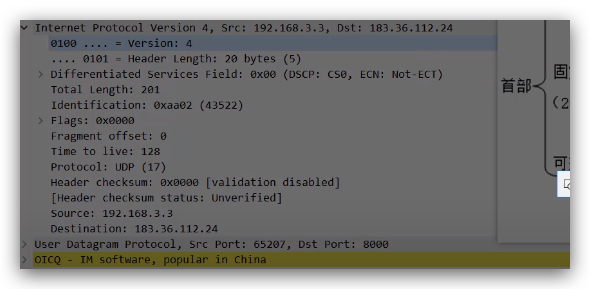 Internet Protocol Version 4, Src: 192.168.3.3, Dst: 183.36.112.24
0100 .... = Version: 4
.... 0101 = Header Length: 20 bytes (5)
Differentiated Services Field: 0x00 (DSCP: CS0, ECN: Not-ECT)
Total Length: 201
Identification: 0xaa02 (43522)
Flags: 0x0000
Fragment offset: 0
Time to live: 128
Protocol: UDP (17)
Header checksum: 0x0000 [validation disabled]
[Header checksum status: Unverified]
Source: 192.168.3.3
Destination: 183.36.112.24
User Datagram Protocol, Src Port: 65207, Dst Port: 8000
OICQ - IM software, popular in China
首部
固
(2
可